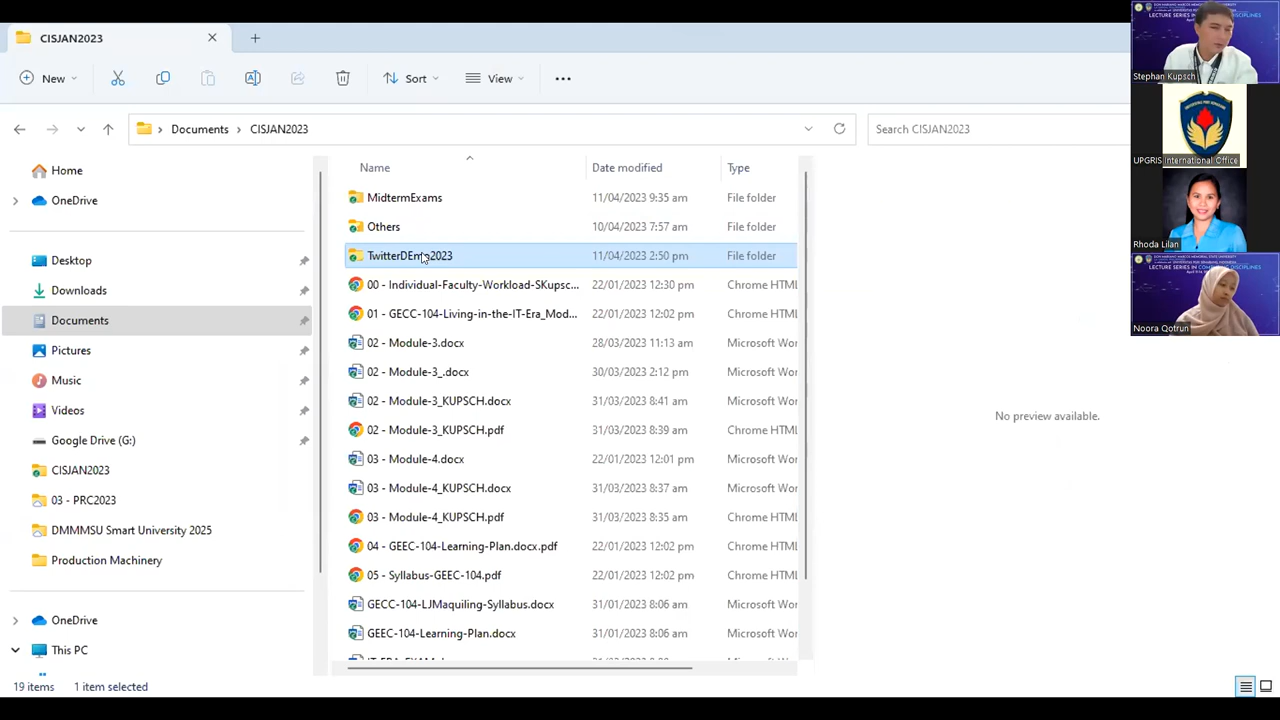 CISJAN2023
New
Sort
View
Documents
CISJAN2023
Search CISJAN2023
Home
OneDrive
Desktop
Downloads
Documents
Pictures
Music
Videos
Google Drive (G:)
CISJAN2023
03 - PRC2023
DMMMSU Smart University 2025
Production Machinery
OneDrive
This PC
Name Date modified Type
MidtermExams 11/04/2023 9:35 am File folder
Others 10/04/2023 7:57 am File folder
11/04/2023 2:50 pm File folder
00 - Individual-Faculty-Workload-SKupsc... 22/01/2023 12:30 pm Chrome HTML
01 - GECC-104-Living-in-the-IT-Era_Mod... 22/01/2023 12:02 pm Chrome HTML
02 - Module-3.docx 28/03/2023 11:13 am Microsoft Wor
02 - Module-3_.docx 30/03/2023 2:12 pm Microsoft Wor
02 - Module-3_KUPSCH.docx 31/03/2023 8:41 am Microsoft Wor
02 - Module-3_KUPSCH.pdf 31/03/2023 8:39 am Chrome HTML
03 - Module-4.docx 22/01/2023 12:01 pm Microsoft Wor
03 - Module-4_KUPSCH.docx 31/03/2023 8:37 am Microsoft Wor
03 - Module-4_KUPSCH.pdf 31/03/2023 8:35 am Chrome HTML
04 - GEEC-104-Learning-Plan.docx.pdf 22/01/2023 12:02 pm Chrome HTML
05 - Syllabus-GEEC-104.pdf 22/01/2023 12:02 pm Chrome HTML
GECC-104-LJMaquiling-Syllabus.docx 31/01/2023 8:06 am Microsoft Wor
GEEC-104-Learning-Plan.docx 31/01/2023 8:06 am Microsoft Wor
No preview available.
19 items 1 item selected
Stephan Kupsch
UPGRIS International Office
Rhoda Lilan
LECTURE SERIES IN
Noora Qotrun